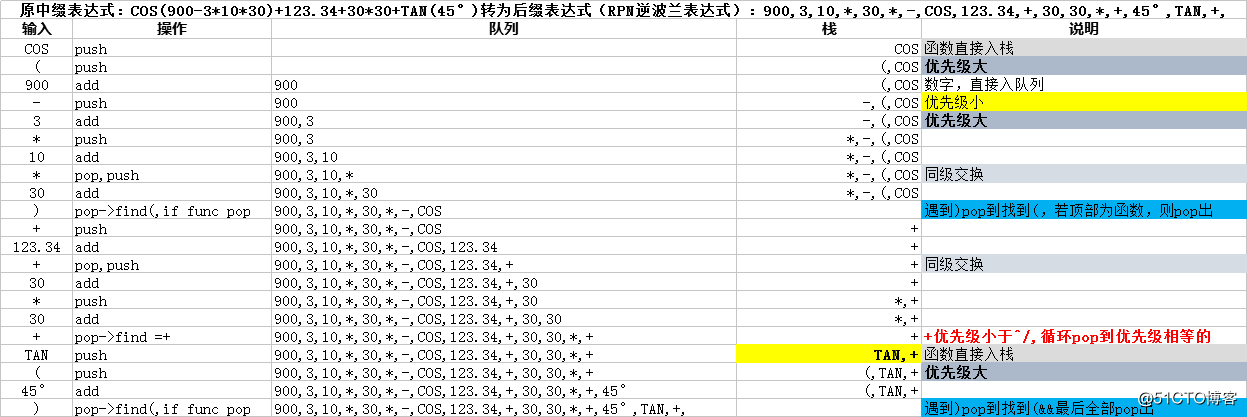 原中缀表达式：COS(900-3*10*30)+123.34+30*30+TAN(45°)转为后缀表达式（RPN逆波兰表达式）：900,3,10,*,30,*,-,COS,123.34,+,30,30,*,+,45°,TAN,+,
输入 操作 队列 栈 说明
COS push COS 函数直接入栈
( push (,COS 优先级大
900 add 900 (,COS 数字，直接入队列
- push 900 -,(,COS 优先级小
3 add 900,3 -,(,COS 优先级大
* push 900,3 *,-,(,COS
10 add 900,3,10 *,-,(,COS
* pop,push 900,3,10,* *,-,(,COS 同级交换
30 add 900,3,10,*,30 *,-,(,COS
) pop->find(,if func pop 900,3,10,*,30,*,-,COS 遇到)pop到找到(，若顶部为函数，则pop出
+ push 900,3,10,*,30,*,-,COS +
123.34 add 900,3,10,*,30,*,-,COS,123.34 +
+ pop,push 900,3,10,*,30,*,-,COS,123.34,+ + 同级交换
30 add 900,3,10,*,30,*,-,COS,123.34,+,30 +
* push 900,3,10,*,30,*,-,COS,123.34,+,30 *,+
30 add 900,3,10,*,30,*,-,COS,123.34,+,30,30 *,+
+ pop->find =+ 900,3,10,*,30,*,-,COS,123.34,+,30,30,*,+ + +优先级小于^/,循环pop到优先级相等的
TAN push 900,3,10,*,30,*,-,COS,123.34,+,30,30,*,+ TAN,+ 函数直接入栈
( push 900,3,10,*,30,*,-,COS,123.34,+,30,30,*,+ (,TAN,+ 优先级大
45° add 900,3,10,*,30,*,-,COS,123.34,+,30,30,*,+,45° (,TAN,+
) pop->find(,if func pop 900,3,10,*,30,*,-,COS,123.34,+,30,30,*,+,45°,TAN,+, 遇到)pop到找到(&&最后全部pop出
@51CTO博客